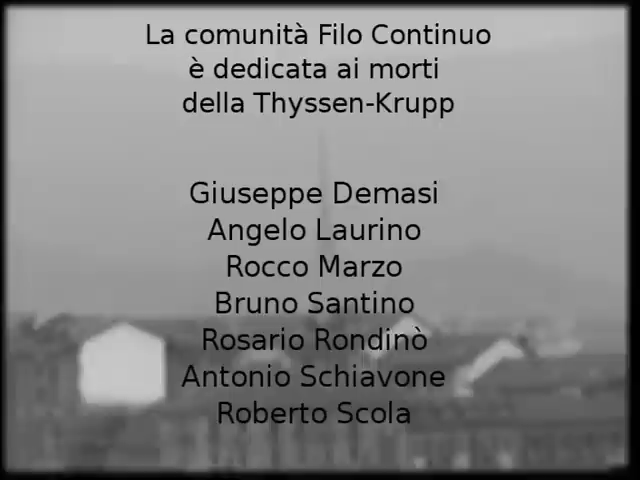 La comunità Filo Continuo
è dedicata ai morti
della Thyssen-Krupp
Giuseppe Demasi
Angelo Laurino
Rocco Marzo
Bruno Santino
Rosario Rondinò
Antonio Schiavone
Roberto Scola